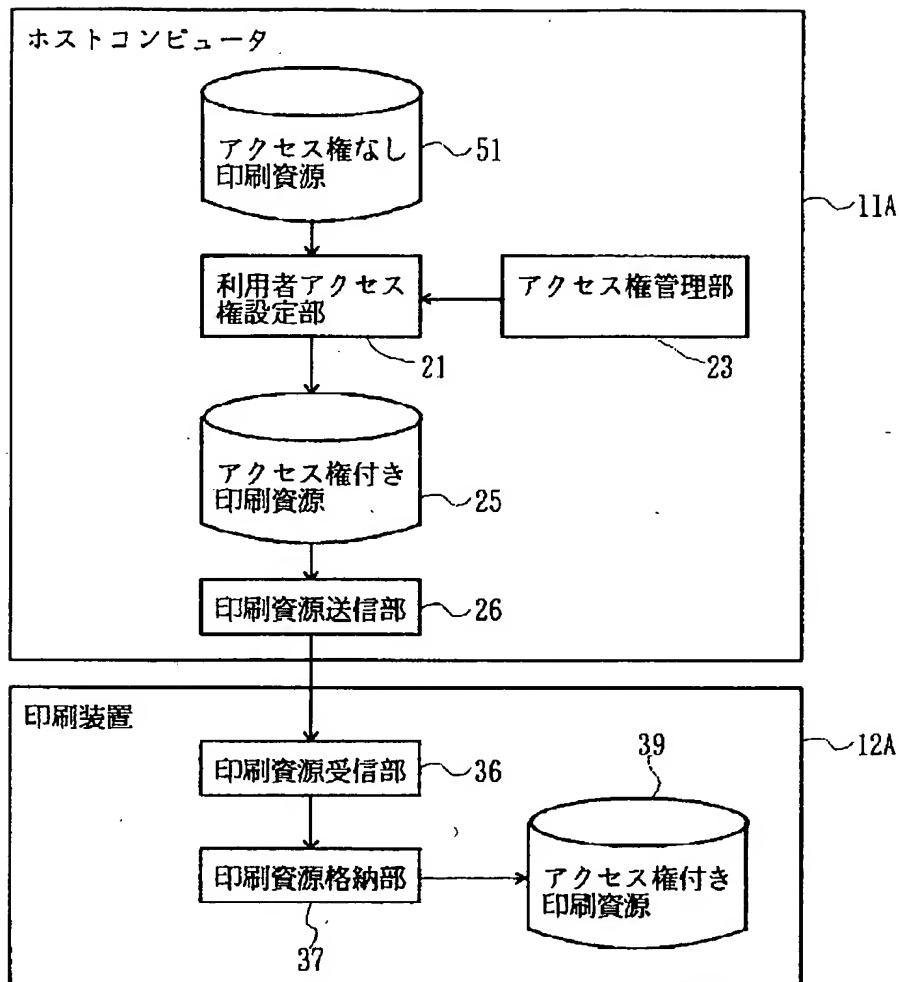 ホストコンピュータ
アクセス権なし
印刷資源
51
11A
利用者アクセス
権設定部
アクセス権管理部
21
23
アクセス権付き
印刷資源
25
印刷資源送信部
26
印刷装置
12A
印刷資源受信部
36
39
印刷資源格納部
アクセス権付き
印刷資源
37